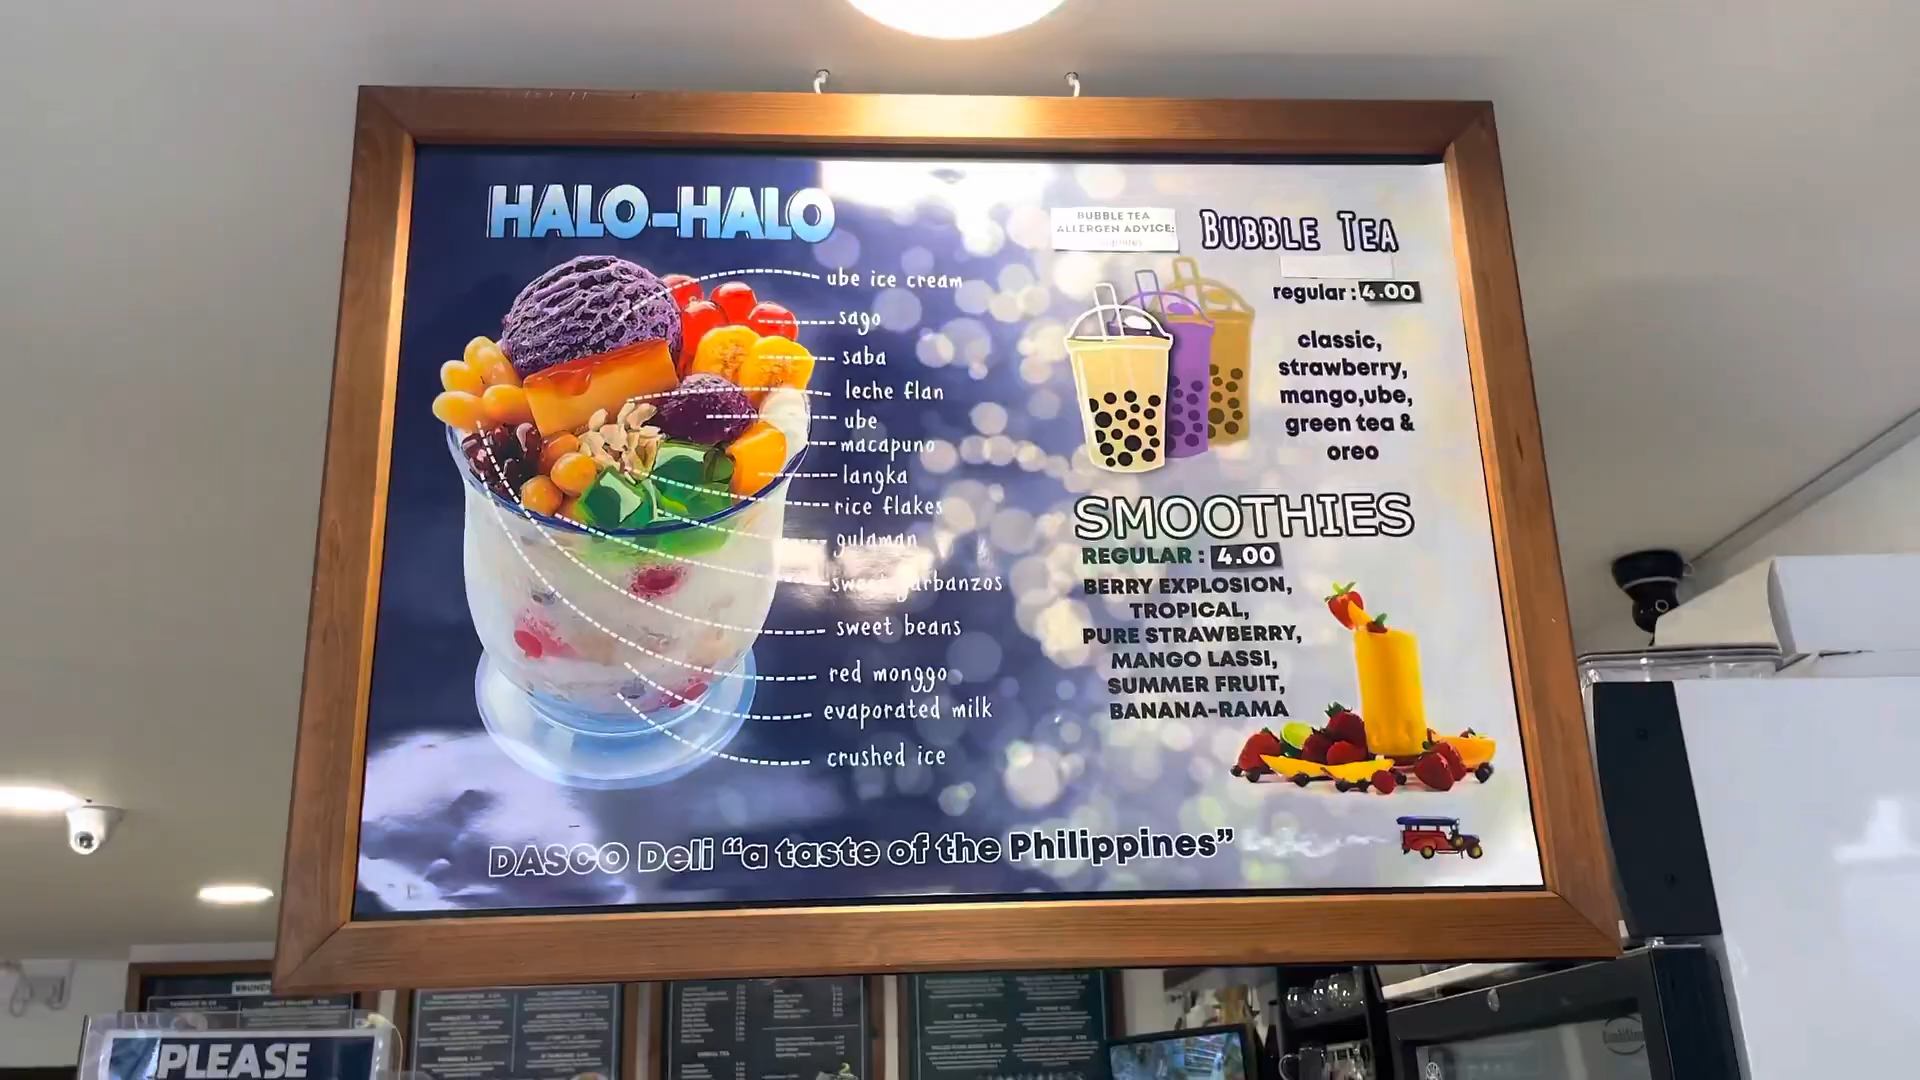 HALO-HALO
ube ice cream
sago
saba
leche flan
ube
macapuno
langka
rice flakes
gulaman
sweet garbanzos
sweet beans
red monggo
evaporated milk
crushed ice
BUBBLE TEA
ALLERGEN ADVICE:
BUBBLE TEA
regular: 4.00
classic,
strawberry,
mango,ube,
green tea &
oreo
SMOOTHIES
REGULAR: 4.00
BERRY EXPLOSION,
TROPICAL,
PURE STRAWBERRY,
MANGO LASSI,
SUMMER FRUIT,
BANANA-RAMA
DASCO Deli “a taste of the Philippines”
PLEASE